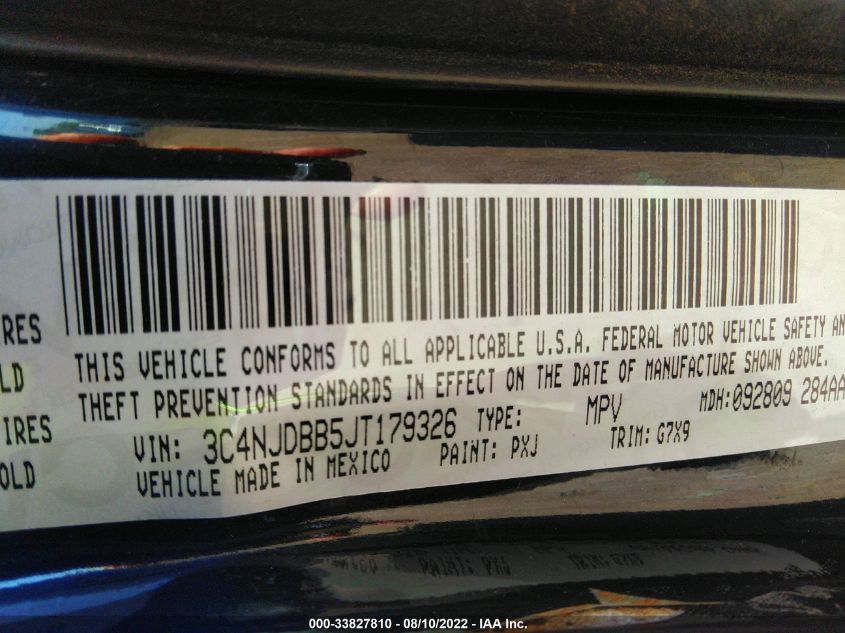 THIS VEHICLE CONFORMS TO ALL APPLICABLE U.S.A. FEDERAL MOTOR VEHICLE SAFETY AN
THEFT PREVENTION STANDARDS IN EFFECT ON THE DATE OF MANUFACTURE SHOWN ABOVE.
VIN: 3C4NJDBB5JT179326 TYPE: MPV MDH:092809 284AA
VEHICLE MADE IN MEXICO PAINT: PXJ TRIM: G7X9
RES
LD
IRES
OLD
000-33827810 - 08/10/2022 - IAA Inc.